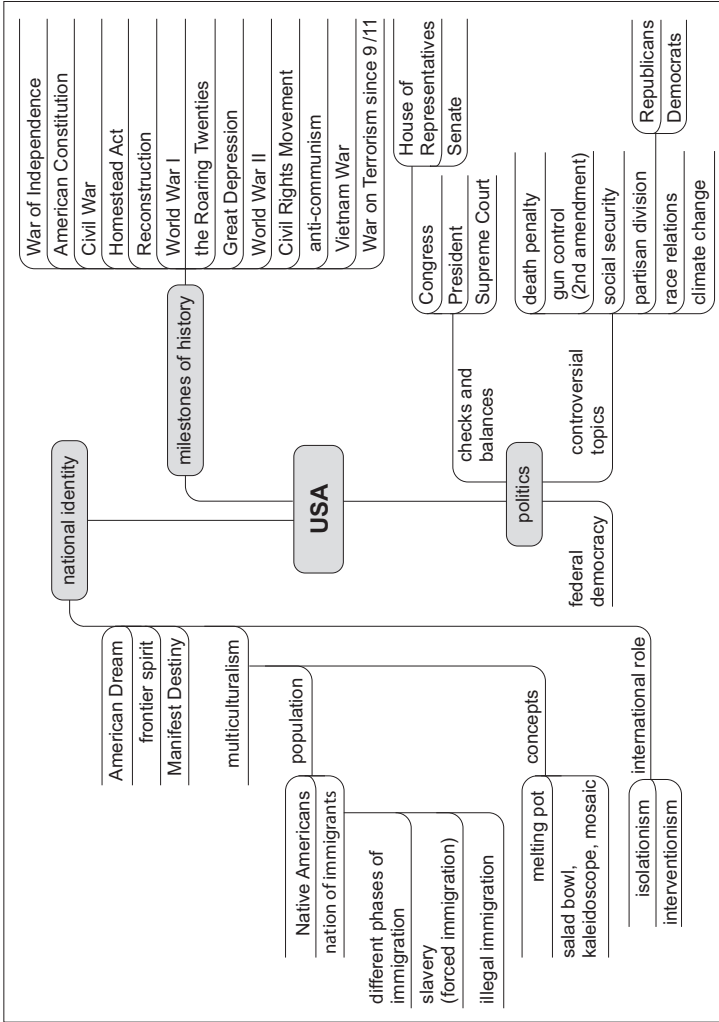 USA
national identity
American Dream
frontier spirit
Manifest Destiny
multiculturalism
population
Native Americans
nation of immigrants
different phases of
immigration
slavery
(forced immigration)
illegal immigration
concepts
melting pot
salad bowl,
kaleidoscope, mosaic
international role
isolationism
interventionism
milestones of history
War of Independence
American Constitution
Civil War
Homestead Act
Reconstruction
World War I
the Roaring Twenties
Great Depression
World War II
Civil Rights Movement
anti-communism
Vietnam War
War on Terrorism since 9/11
politics
federal
democracy
checks and
balances
Congress
House of
Representatives
Senate
President
Supreme Court
controversial
topics
death penalty
gun control
(2nd amendment)
social security
partisan division
Republicans
Democrats
race relations
climate change